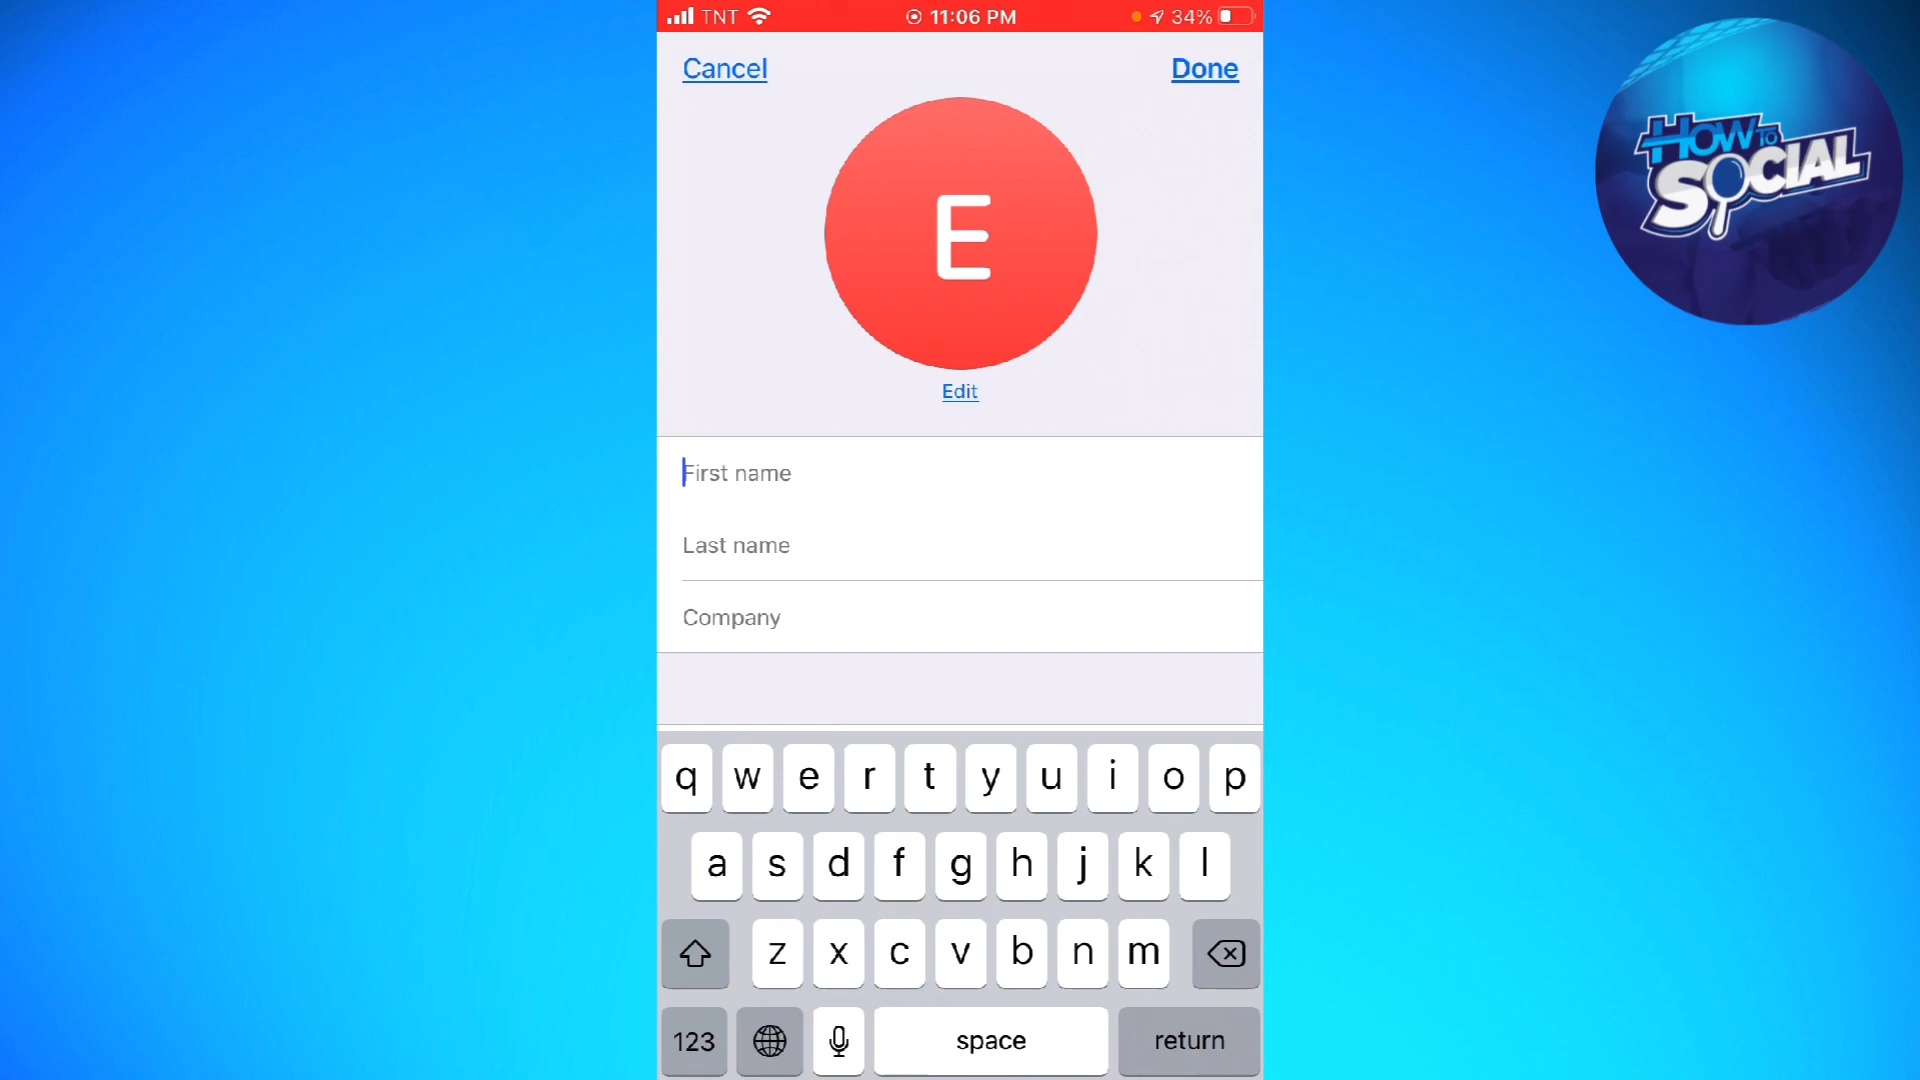 TNT 11:06 PM 34%
Cancel Done
HOW TO
SOCIAL
E
Edit
First name
Last name
Company
q w e r t y u i o p
a s d f g h j k l
z x c v b n m
123 space return